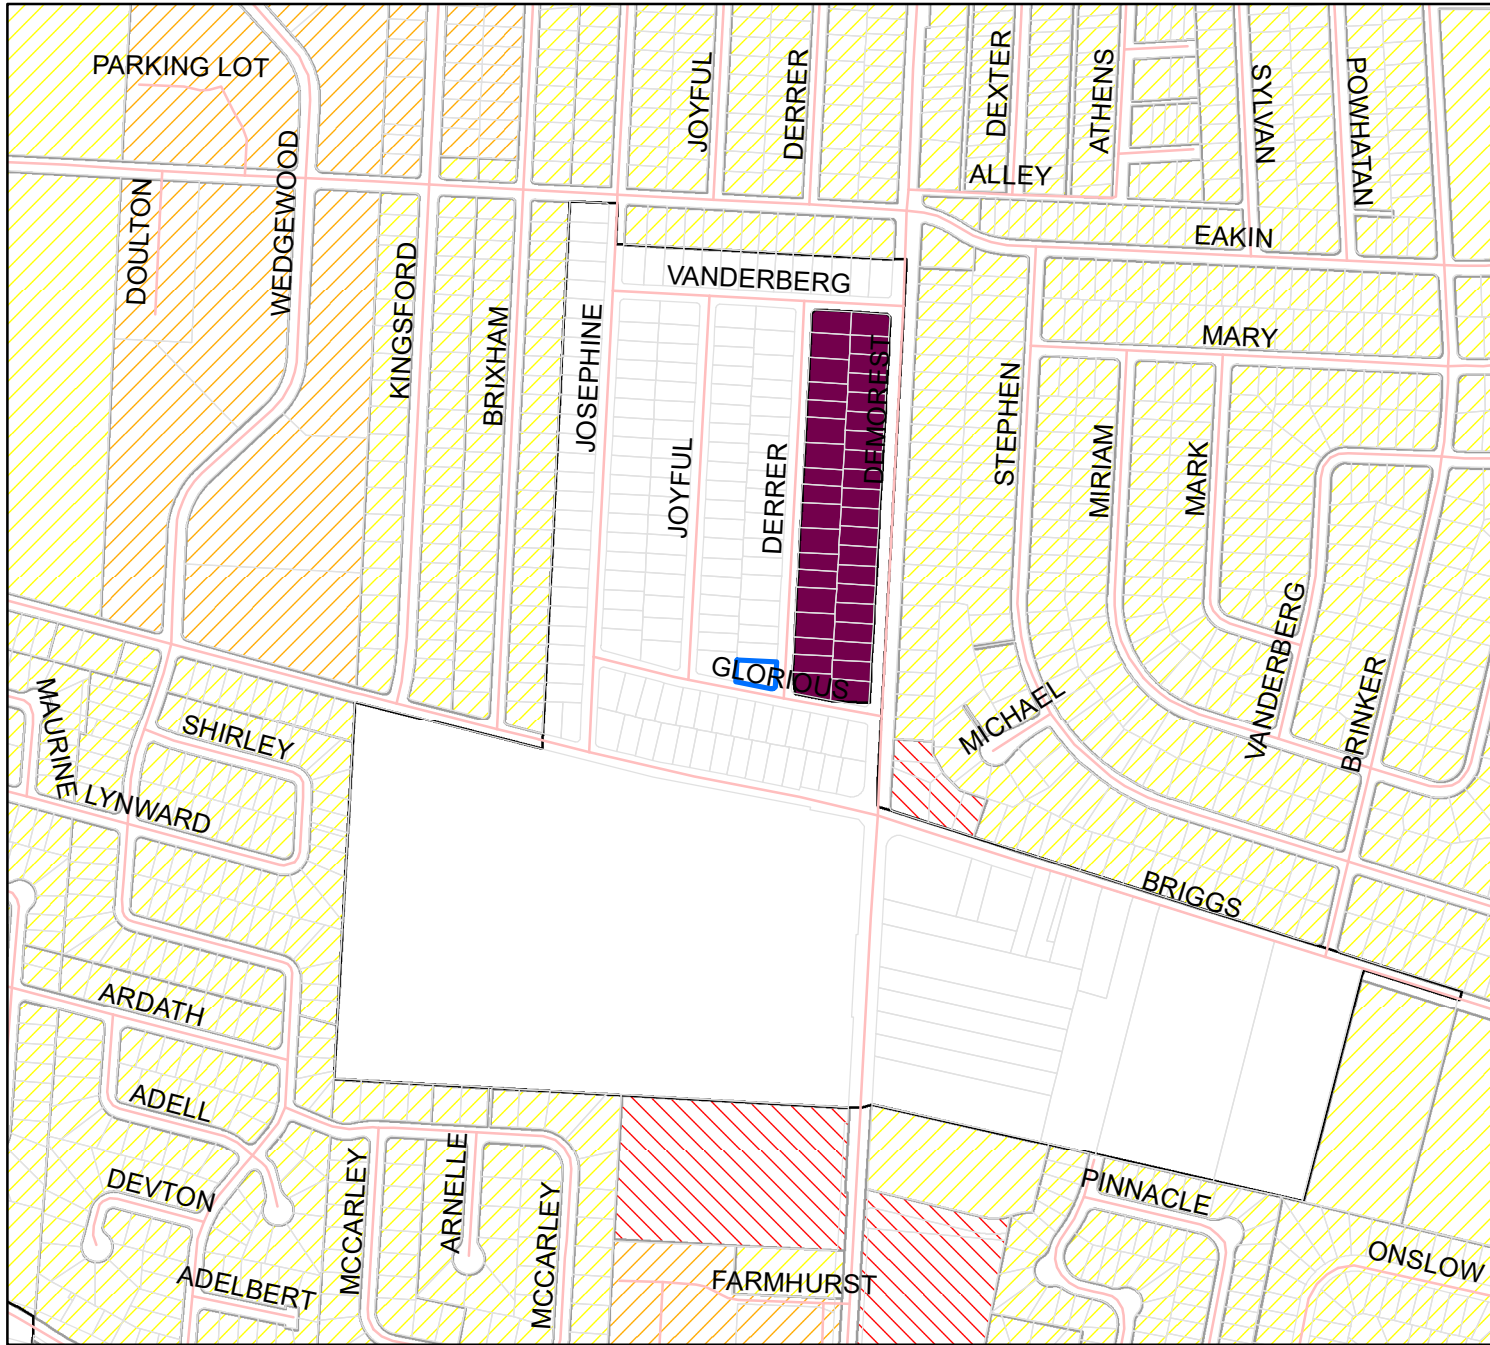 PARKING LOT
JOYFUL
DERRER
DEXTER
ATHENS
SYLVAN
POWHATAN
WEDGEWOOD
DOULTON
ALLEY
EAKIN
KINGSFORD
BRIXHAM
JOSEPHINE
VANDERBERG
MARY
DEMOREST
STEPHEN
MIRIAM
MARK
JOYFUL
DERRER
GLORIOUS
VANDERBERG
BRINKER
MICHAEL
MAURINE
SHIRLEY
LYNWARD
BRIGGS
ARDATH
ADELL
DEVTON
ADELBERT
MCCARLEY
ARNELLE
MCCARLEY
PINNACLE
ONSLOW
FARMHURST